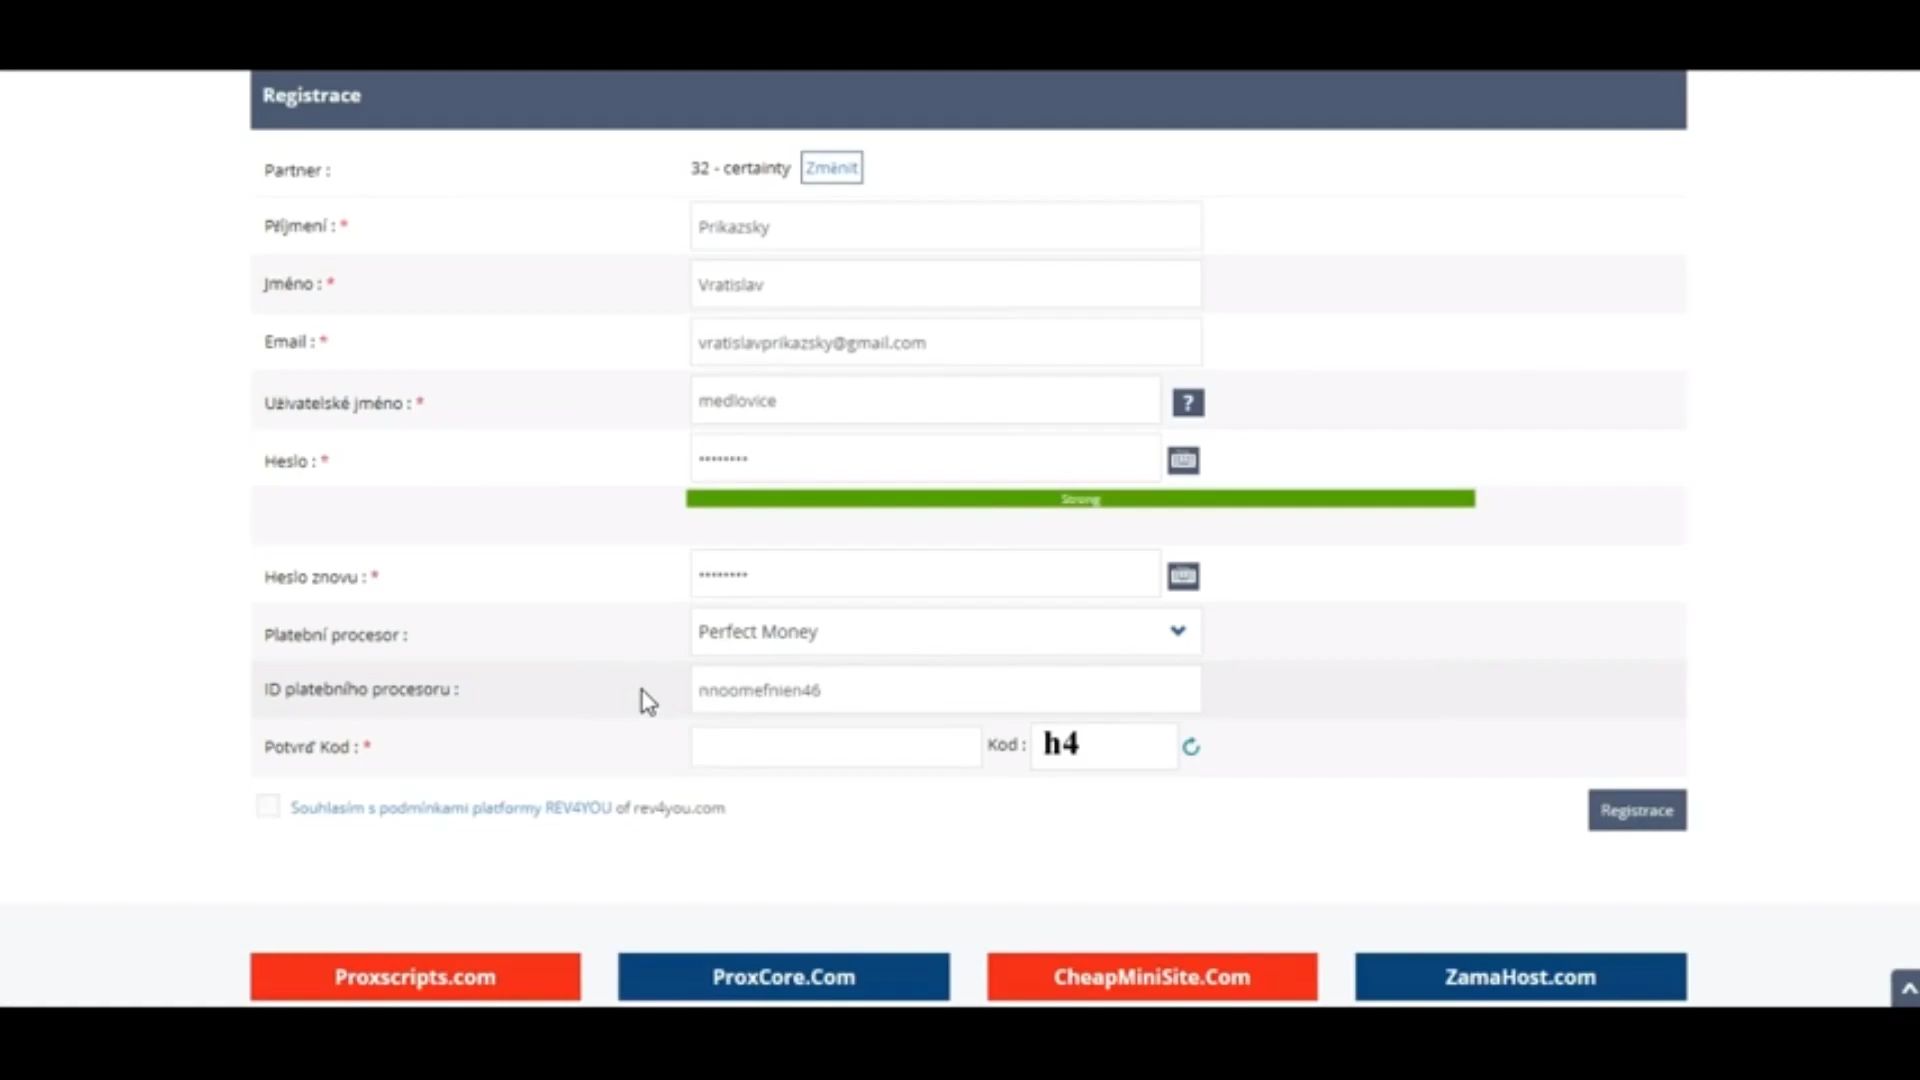 Registrace
Partner : 32 - certainty Změnit
Příjmení : * Prikazsky
Jméno : * Vratislav
Email : * vratislavprikazsky@gmail.com
Uživatelské jméno : * medlovice ?
Heslo : * ••••••••
Strong
Heslo znovu : * ••••••••
Platební procesor : Perfect Money
ID platebního procesoru : nnoomefnien46
Potvrď Kod : * Kod : h4
Souhlasím s podmínkami platformy REV4YOU of rev4you.com Registrace
Proxscripts.com ProxCore.Com CheapMiniSite.Com ZamaHost.com